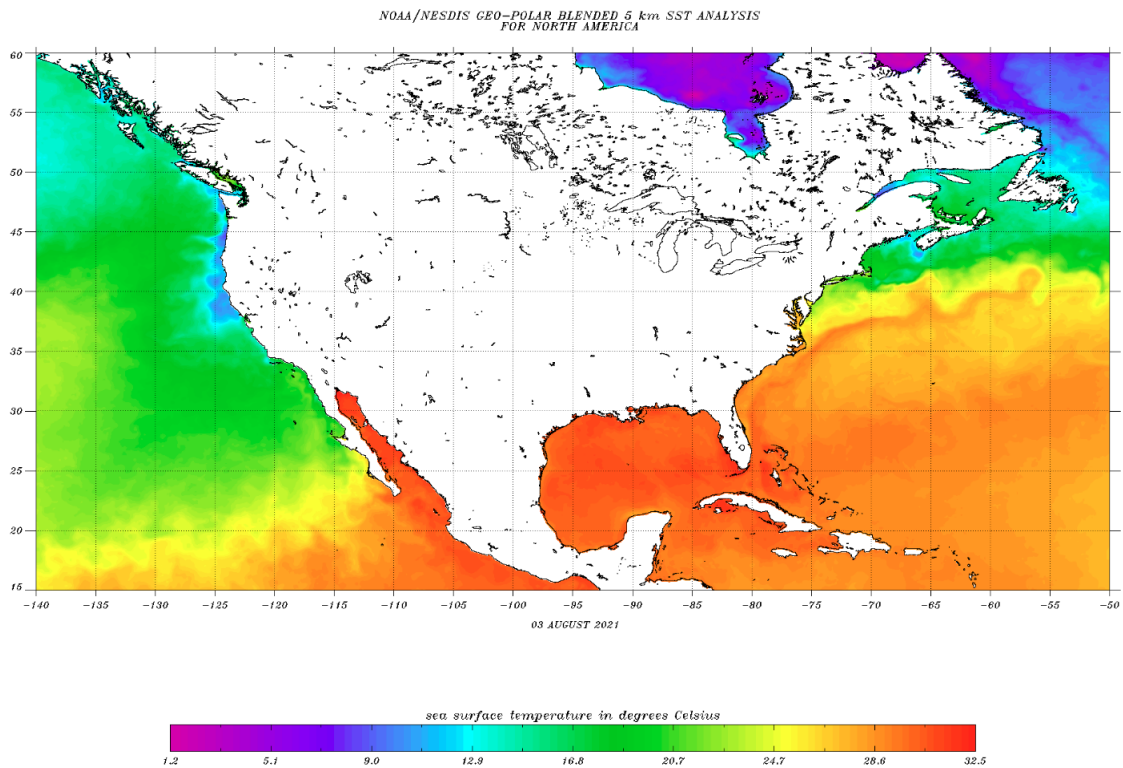 NOAA/NESDIS GEO-POLAR BLENDED 5 km SST ANALYSIS
FOR NORTH AMERICA
60
55
50
45
40
35
30
25
20
15
-140 -135 -130 -125 -120 -115 -110 -105 -100 -95 -90 -85 -80 -75 -70 -65 -60 -55 -50
03 AUGUST 2021
sea surface temperature in degrees Celsius
1.2 5.1 9.0 12.9 16.8 20.7 24.7 28.6 32.5